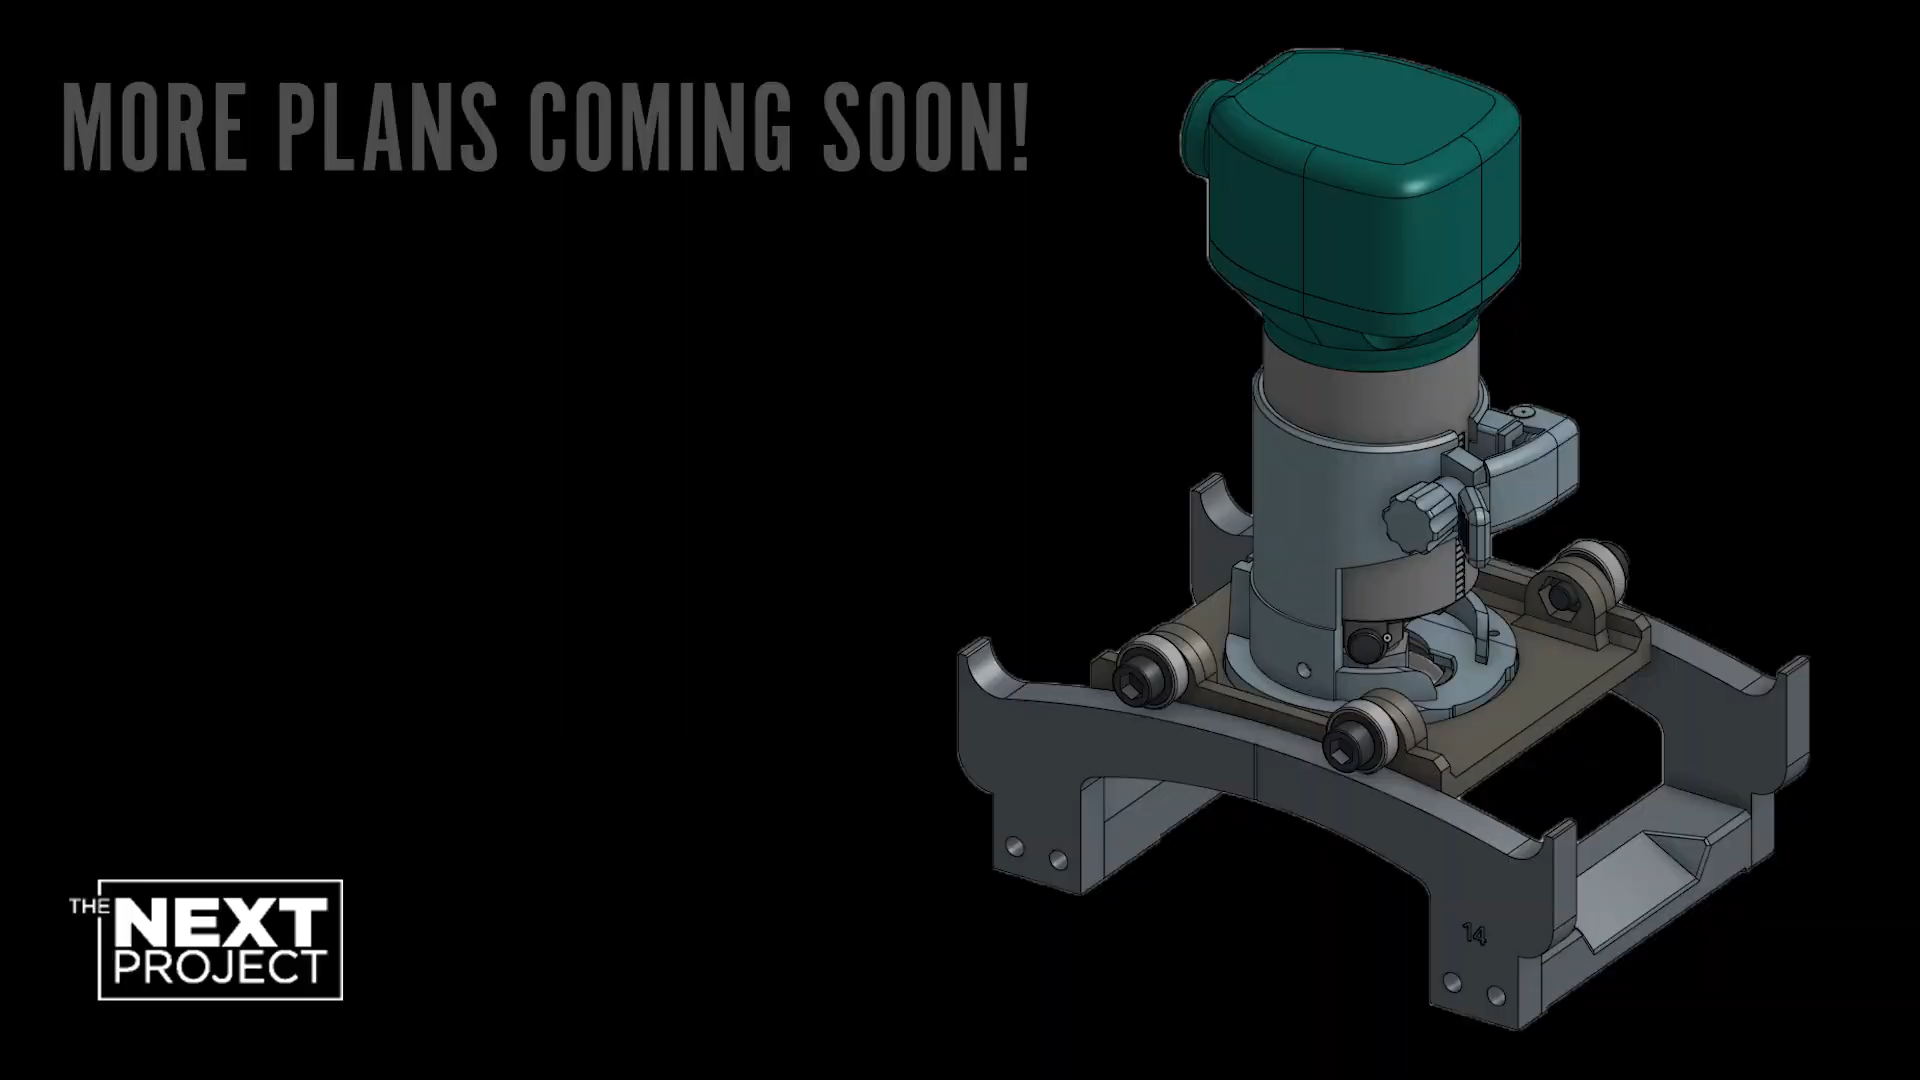 MORE PLANS COMING SOON!
14
THE
NEXT
PROJECT